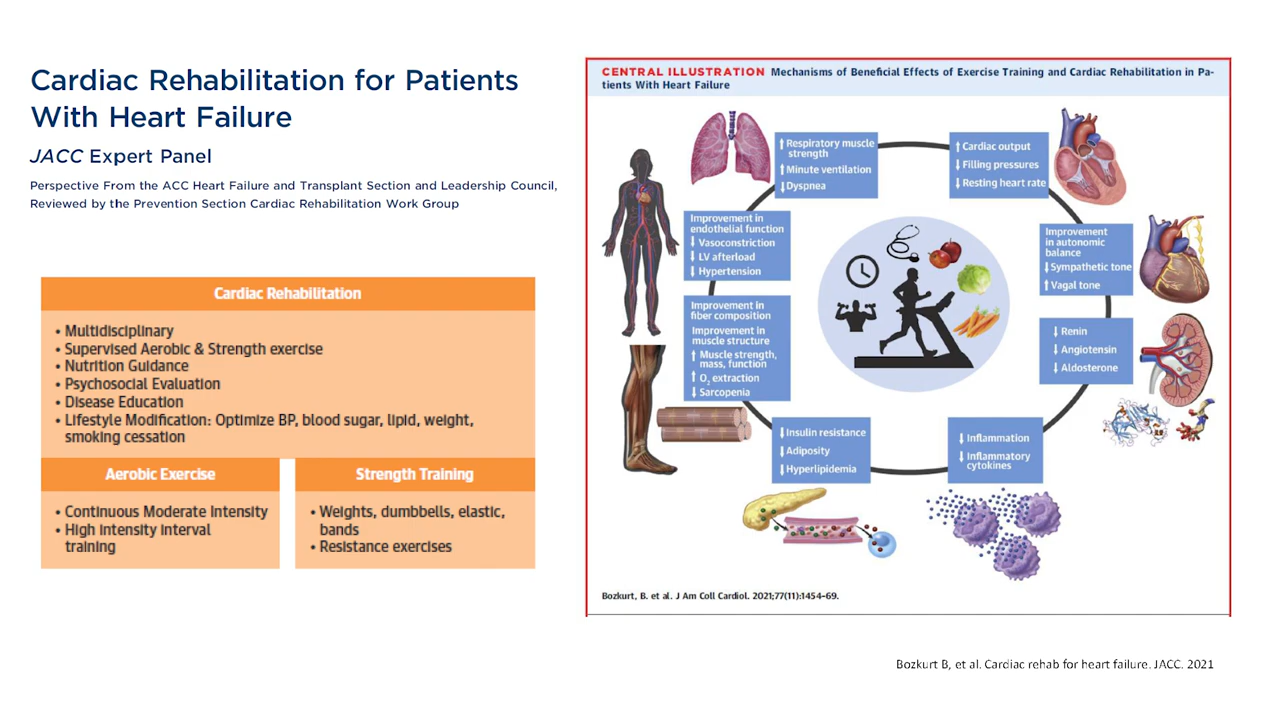 Cardiac Rehabilitation for Patients
With Heart Failure
JACC Expert Panel
Perspective From the ACC Heart Failure and Transplant Section and Leadership Council,
Reviewed by the Prevention Section Cardiac Rehabilitation Work Group
Cardiac Rehabilitation
• Multidisciplinary
• Supervised Aerobic & Strength exercise
• Nutrition Guidance
• Psychosocial Evaluation
• Disease Education
• Lifestyle Modification: Optimize BP, blood sugar, lipid, weight,
smoking cessation
Aerobic Exercise
• Continuous Moderate Intensity
• High intensity interval
training
Strength Training
• Weights, dumbbells, elastic,
bands
• Resistance exercises
CENTRAL ILLUSTRATION Mechanisms of Beneficial Effects of Exercise Training and Cardiac Rehabilitation in Pa-
tients With Heart Failure
↑ Respiratory muscle
strength
↑ Minute ventilation
↓ Dyspnea
↑ Cardiac output
↓ Filling pressures
↓ Resting heart rate
Improvement in
endothelial function
↓ Vasoconstriction
↓ LV afterload
↓ Hypertension
Improvement
in autonomic
balance
↓ Sympathetic tone
↑ Vagal tone
Improvement in
fiber composition
Improvement in
muscle structure
↑ Muscle strength,
mass, function
↑ O₂ extraction
↓ Sarcopenia
↓ Renin
↓ Angiotensin
↓ Aldosterone
↓ Insulin resistance
↓ Adiposity
↓ Hyperlipidemia
↓ Inflammation
↓ Inflammatory
cytokines
Bozkurt, B. et al. J Am Coll Cardiol. 2021;77(11):1454–69.
Bozkurt B, et al. Cardiac rehab for heart failure. JACC. 2021